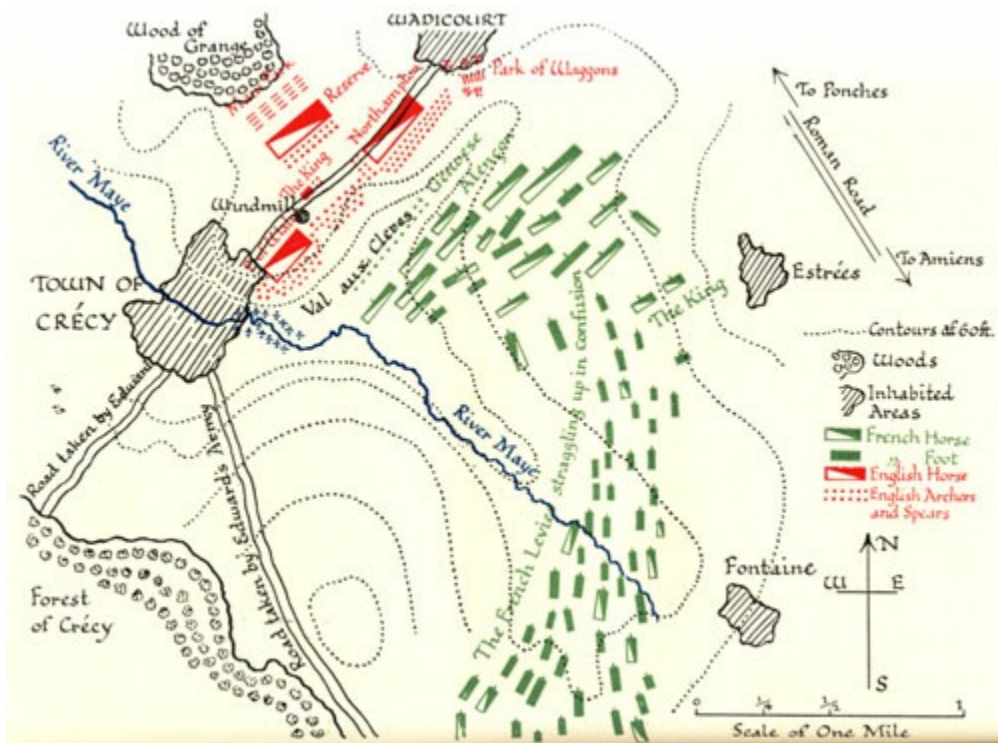 WADICOURT
Wood of
Grange
Reserve
Northampton
Park of Waggons
The King
Windmill
River Maye
Genoese
Alençon
Val aux Clercs
TOWN OF
CRÉCY
To Ponches
Roman Road
To Amiens
Estrées
The King
Contours at 60ft.
Woods
Inhabited
Areas
French Horse
" Foot
English Horse
English Archers
and Spears
River Maye
Road taken by Edward
Road taken by Edward's Army
The French Levies straggling up in Confusion
Forest
of Crécy
Fontaine
N
W E
S
0 1/4 1/2 1
Scale of One Mile